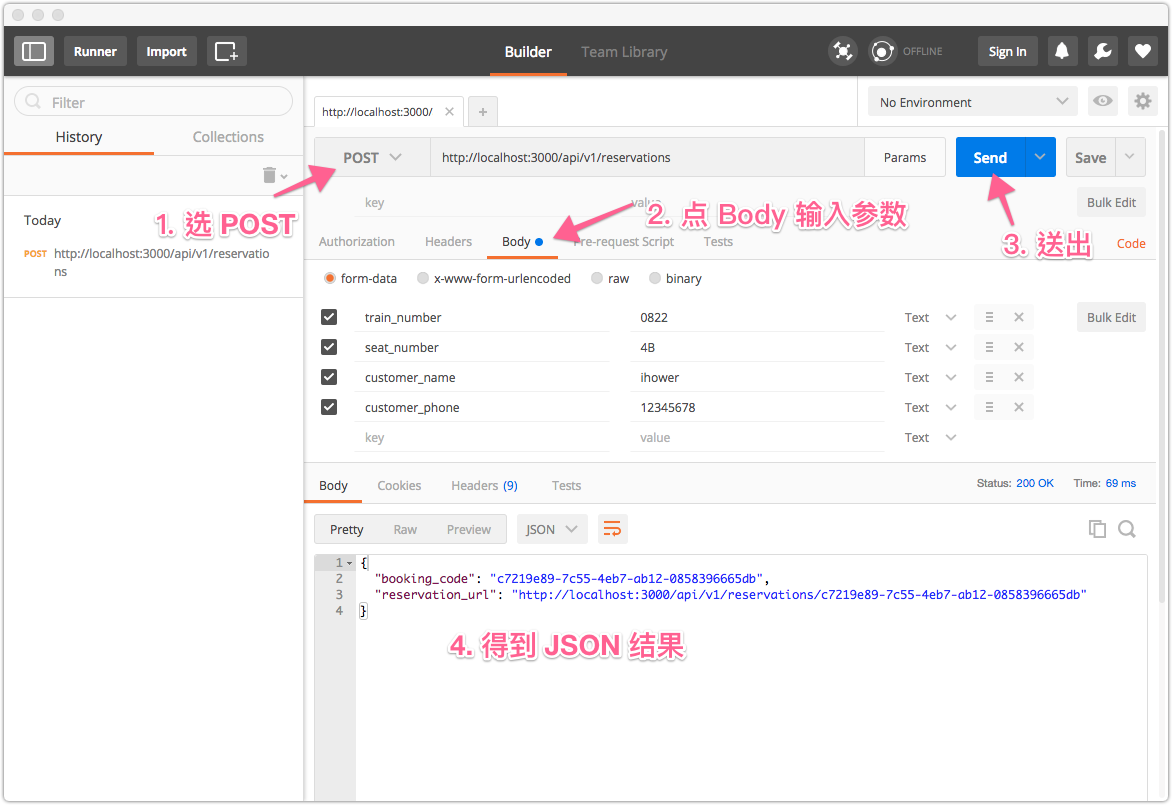 Runner Import Builder Team Library OFFLINE Sign In
Filter
History Collections
Today
POST http://localhost:3000/api/v1/reservatio
ns
http://localhost:3000/ No Environment
POST http://localhost:3000/api/v1/reservations Params Send Save
key value Bulk Edit
1. 选 POST
2. 点 Body 输入参数
3. 送出
Authorization Headers Body Pre-request Script Tests Code
form-data x-www-form-urlencoded raw binary
train_number 0822 Text Bulk Edit
seat_number 4B Text
customer_name ihower Text
customer_phone 12345678 Text
key value Text
Body Cookies Headers (9) Tests Status: 200 OK Time: 69 ms
Pretty Raw Preview JSON
1 {
2 "booking_code": "c7219e89-7c55-4eb7-ab12-0858396665db",
3 "reservation_url": "http://localhost:3000/api/v1/reservations/c7219e89-7c55-4eb7-ab12-0858396665db"
4 }
4. 得到 JSON 结果